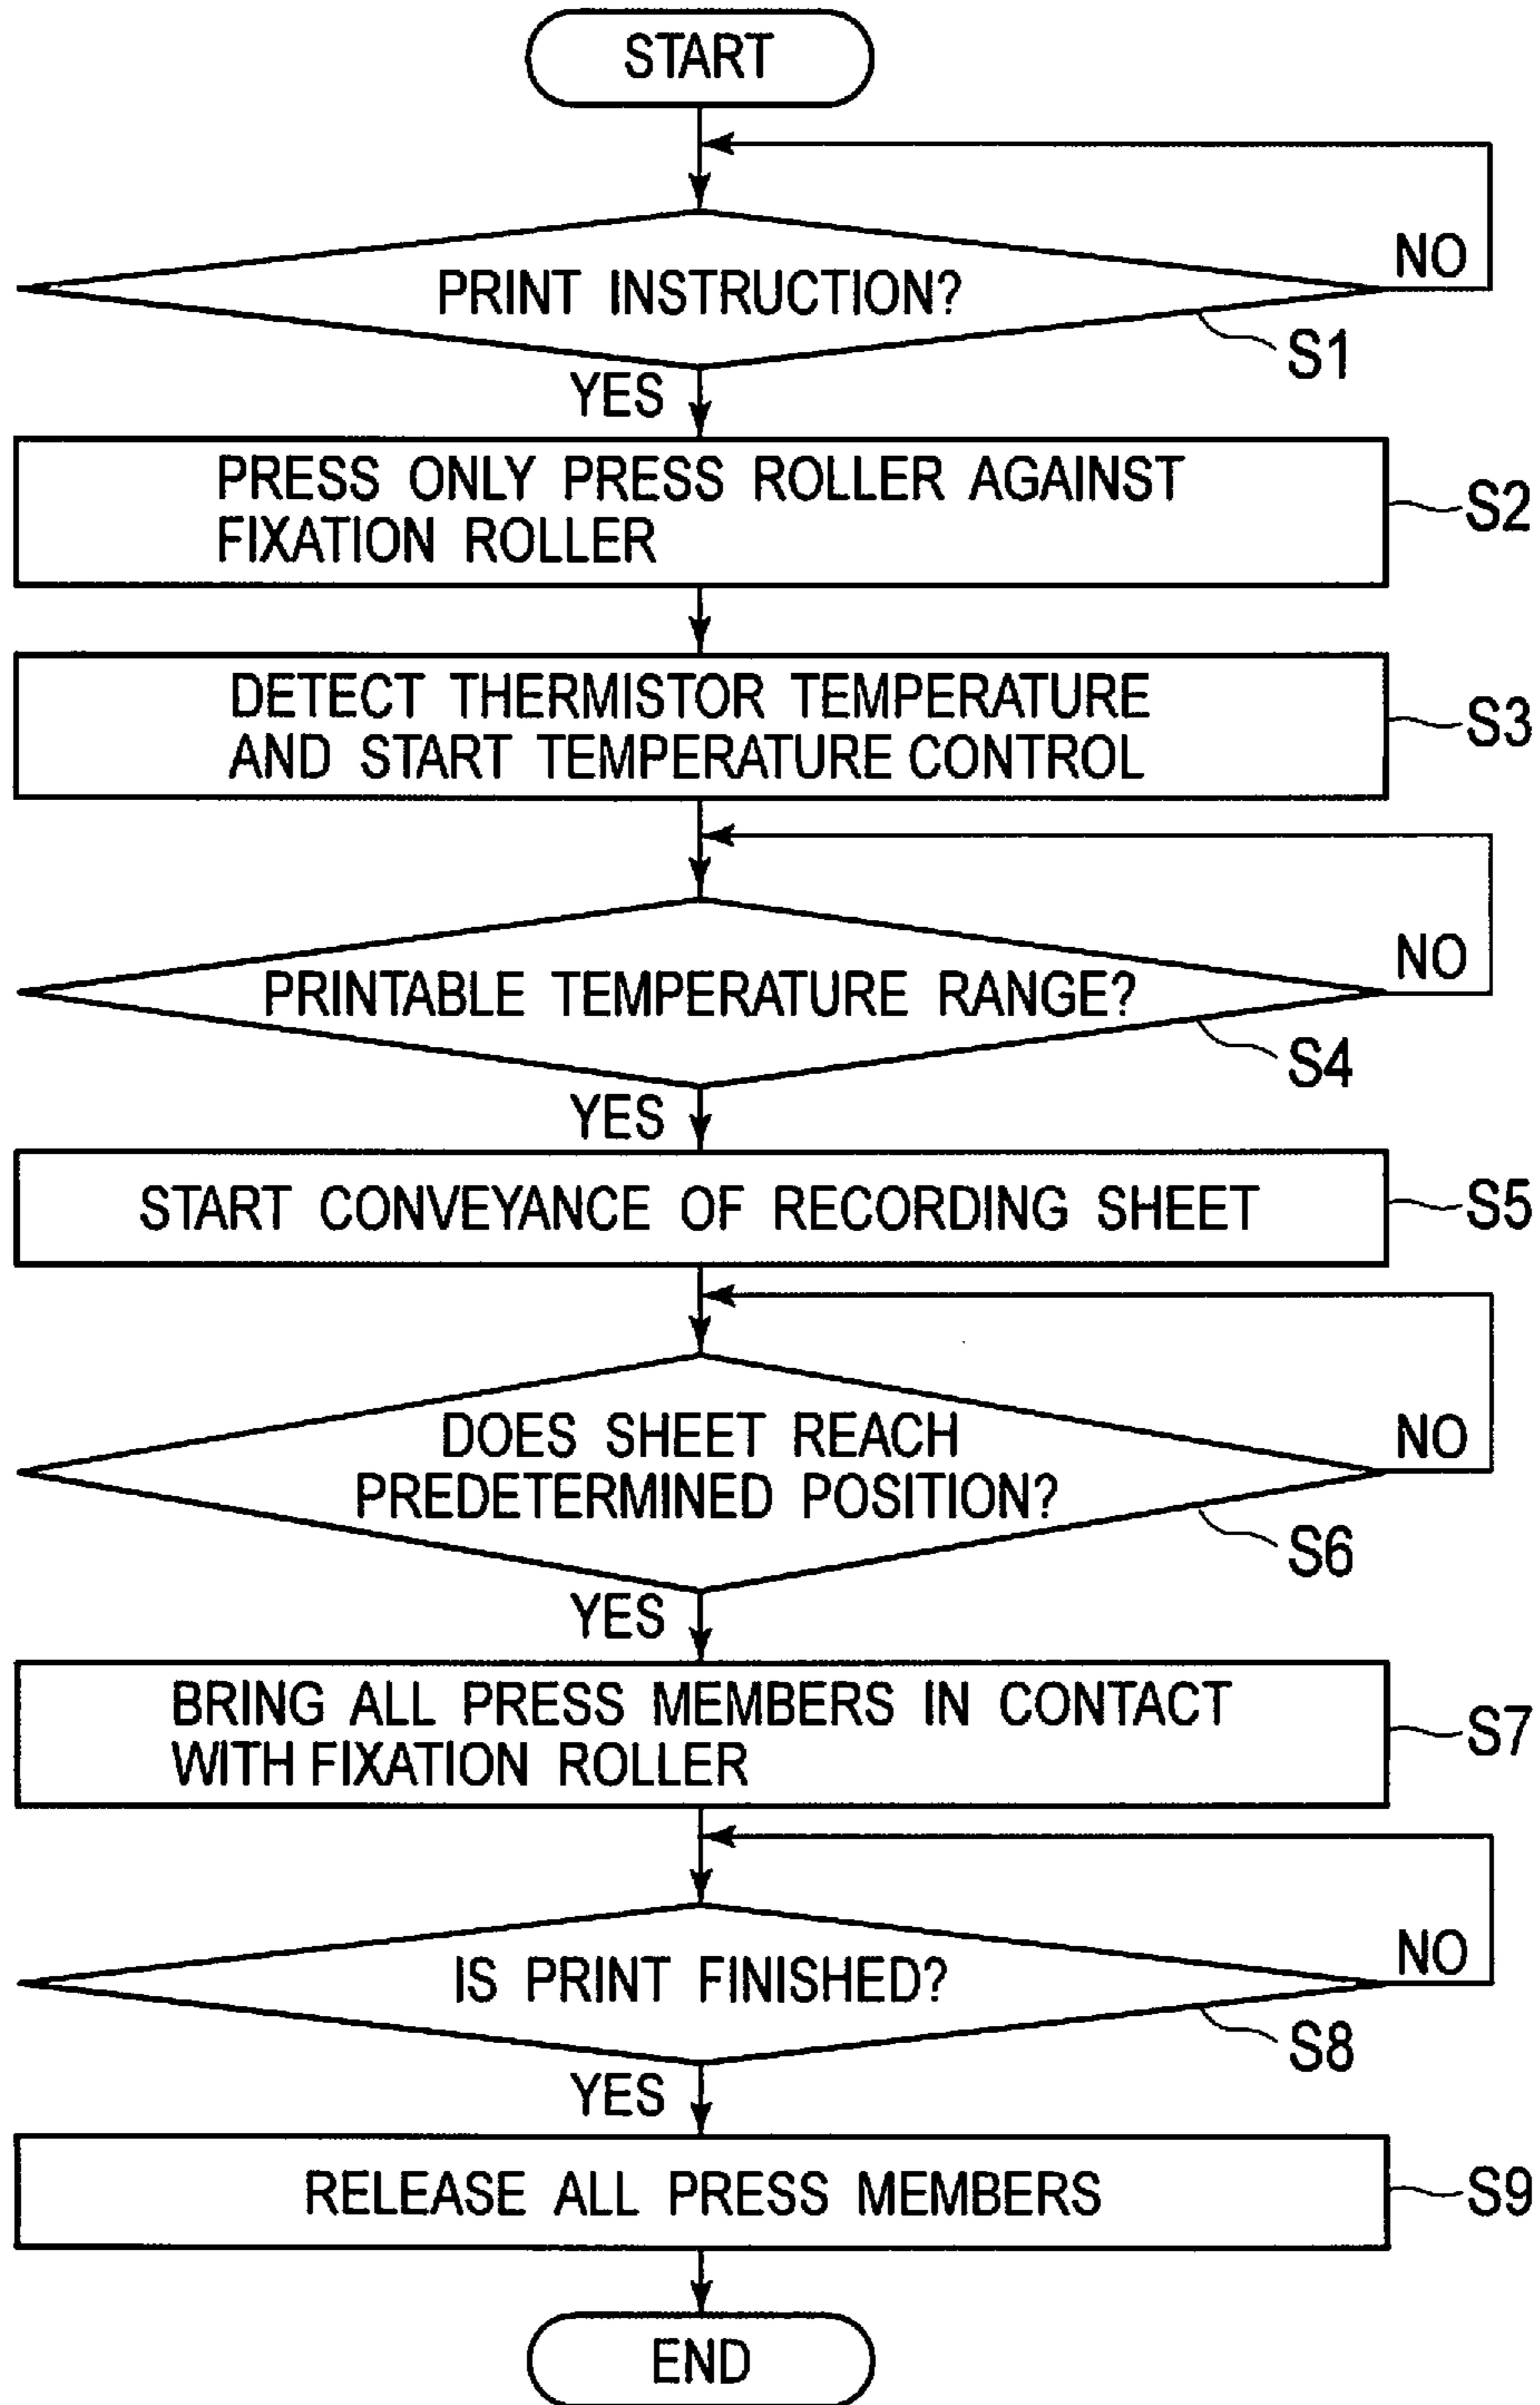 START
NO
PRINT INSTRUCTION?
S1
YES
PRESS ONLY PRESS ROLLER AGAINST
FIXATION ROLLER
S2
DETECT THERMISTOR TEMPERATURE
AND START TEMPERATURE CONTROL
S3
NO
PRINTABLE TEMPERATURE RANGE?
S4
YES
START CONVEYANCE OF RECORDING SHEET
S5
NO
DOES SHEET REACH
PREDETERMINED POSITION?
S6
YES
BRING ALL PRESS MEMBERS IN CONTACT
WITH FIXATION ROLLER
S7
NO
IS PRINT FINISHED?
S8
YES
RELEASE ALL PRESS MEMBERS
S9
END